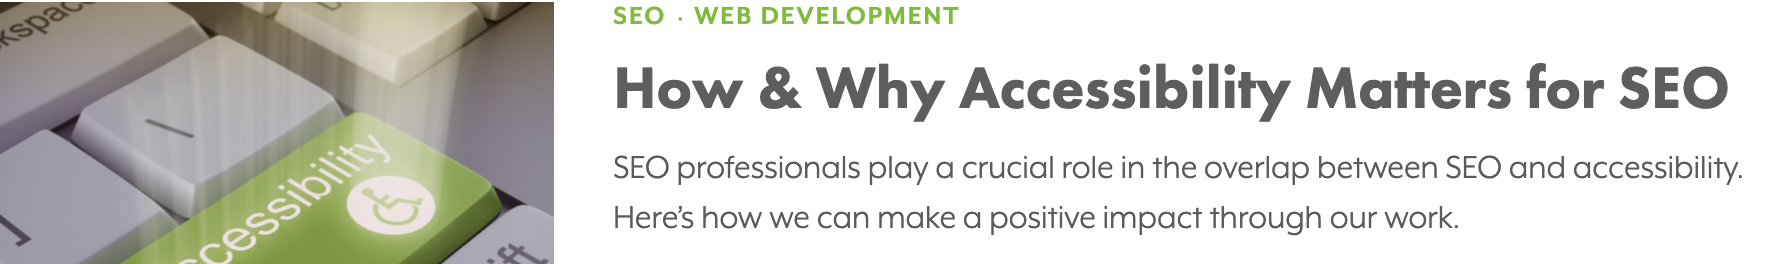 kspace
\
]
ccessibility
ift
SEO · WEB DEVELOPMENT
How & Why Accessibility Matters for SEO
SEO professionals play a crucial role in the overlap between SEO and accessibility.
Here's how we can make a positive impact through our work.